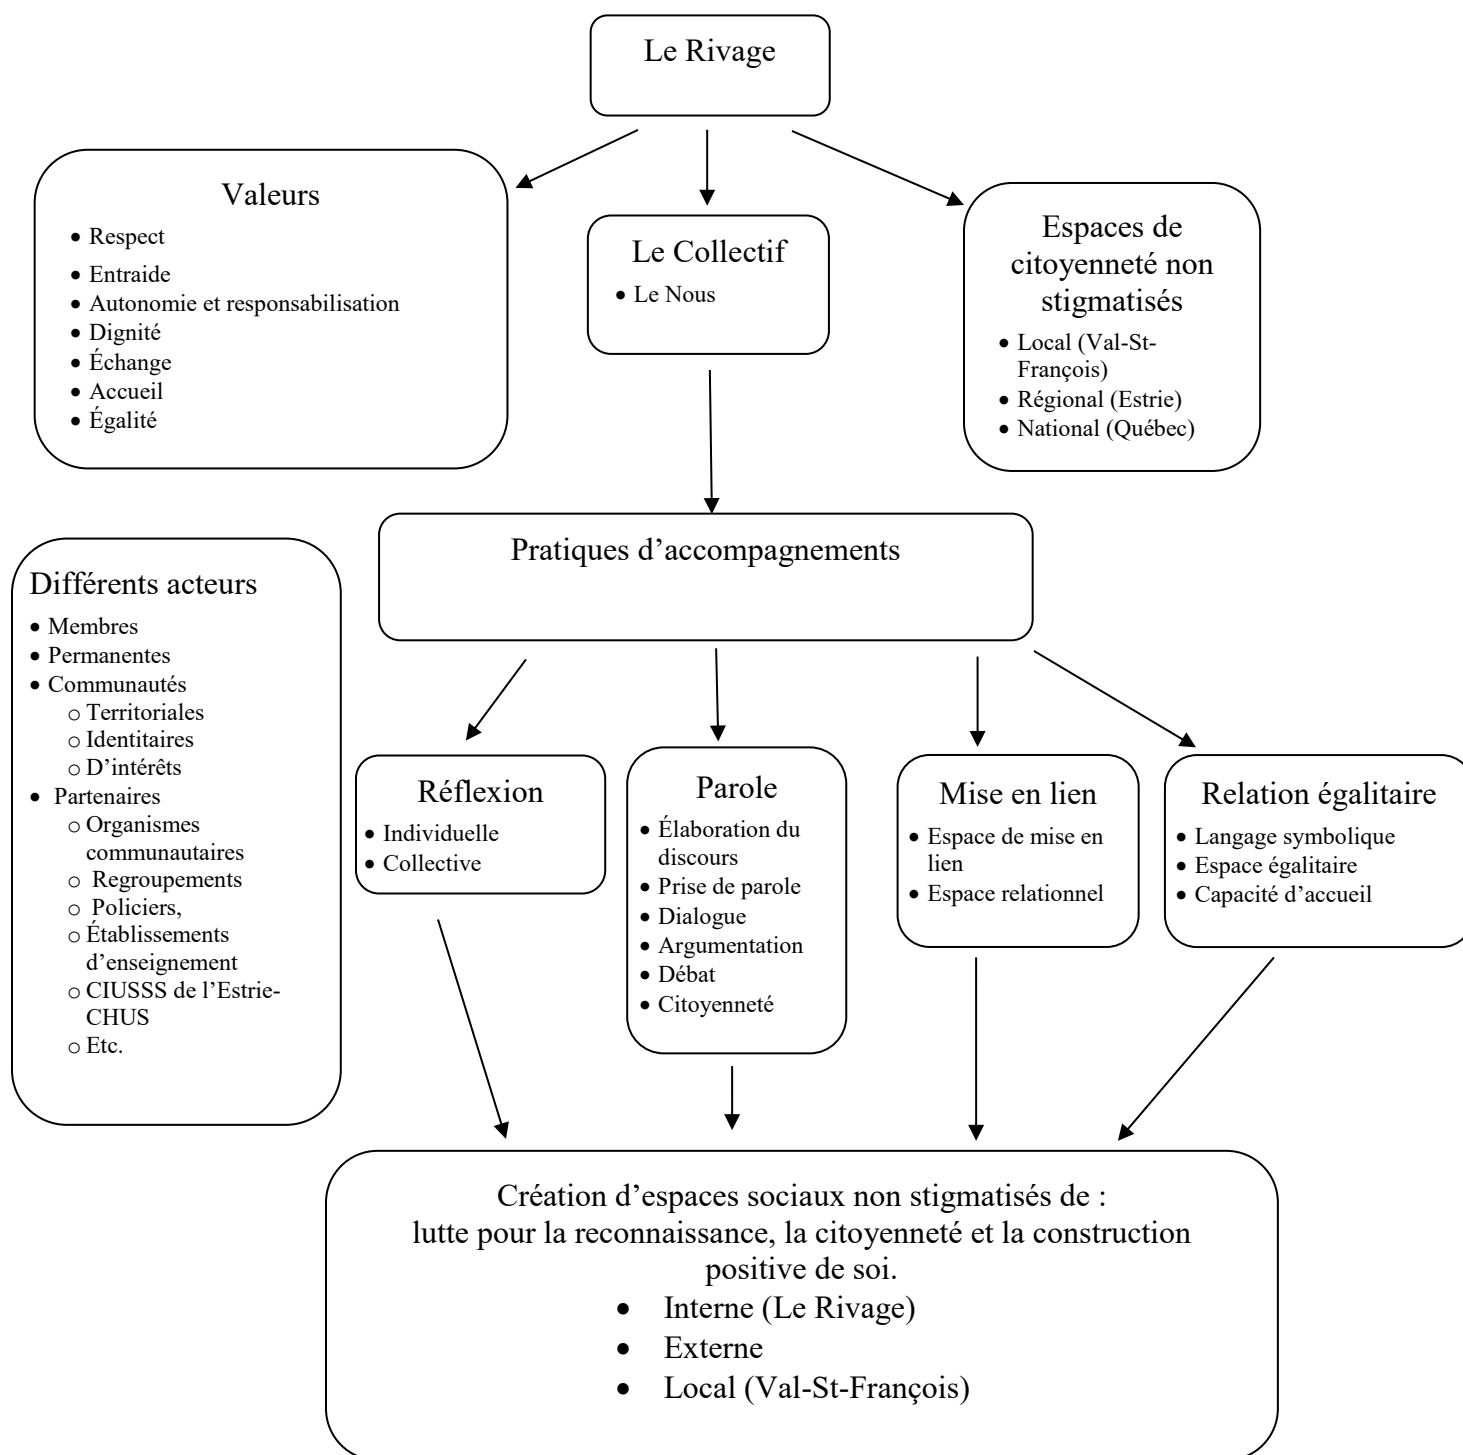 Le Rivage
Valeurs
• Respect
• Entraide
• Autonomie et responsabilisation
• Dignité
• Échange
• Accueil
• Égalité
Le Collectif
• Le Nous
Espaces de
citoyenneté non
stigmatisés
• Local (Val-St-
François)
• Régional (Estrie)
• National (Québec)
Pratiques d’accompagnements
Différents acteurs
• Membres
• Permanentes
• Communautés
o Territoriales
o Identitaires
o D’intérêts
• Partenaires
o Organismes
communautaires
o Regroupements
o Policiers,
o Établissements
d’enseignement
o CIUSSS de l’Estrie-
CHUS
o Etc.
Réflexion
• Individuelle
• Collective
Parole
• Élaboration du
discours
• Prise de parole
• Dialogue
• Argumentation
• Débat
• Citoyenneté
Mise en lien
• Espace de mise en
lien
• Espace relationnel
Relation égalitaire
• Langage symbolique
• Espace égalitaire
• Capacité d’accueil
Création d’espaces sociaux non stigmatisés de :
lutte pour la reconnaissance, la citoyenneté et la construction
positive de soi.
• Interne (Le Rivage)
• Externe
• Local (Val-St-François)